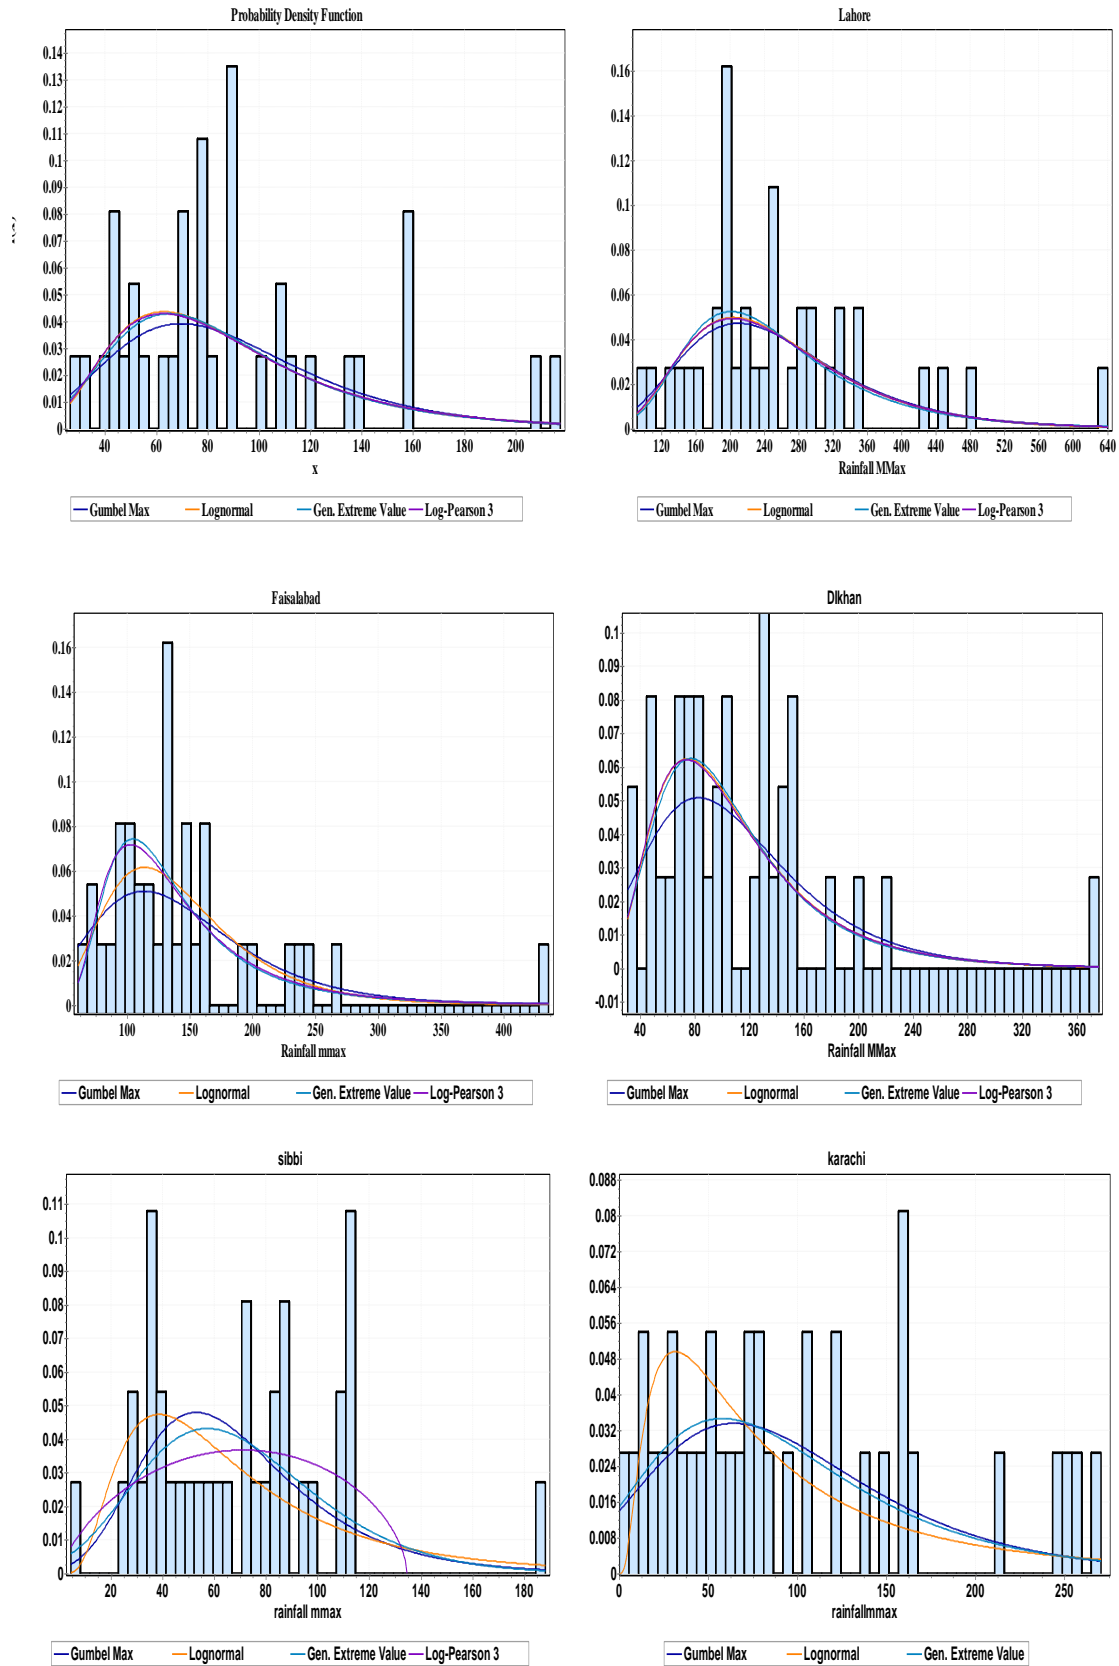 Probability Density Function
0.14
0.13
0.12
0.11
0.1
0.09
0.08
0.07
0.06
0.05
0.04
0.03
0.02
0.01
0
40 60 80 100 120 140 160 180 200
x
Gumbel Max Lognormal Gen. Extreme Value Log-Pearson 3
Lahore
0.16
0.14
0.12
0.1
0.08
0.06
0.04
0.02
0
120 160 200 240 280 320 360 400 440 480 520 560 600 640
Rainfall MMax
Gumbel Max Lognormal Gen. Extreme Value Log-Pearson 3
Faisalabad
0.16
0.14
0.12
0.1
0.08
0.06
0.04
0.02
0
100 150 200 250 300 350 400
Rainfall mmax
Gumbel Max Lognormal Gen. Extreme Value Log-Pearson 3
DIkhan
0.1
0.09
0.08
0.07
0.06
0.05
0.04
0.03
0.02
0.01
0
-0.01
40 80 120 160 200 240 280 320 360
Rainfall MMax
Gumbel Max Lognormal Gen. Extreme Value Log-Pearson 3
sibbi
0.11
0.1
0.09
0.08
0.07
0.06
0.05
0.04
0.03
0.02
0.01
0
20 40 60 80 100 120 140 160 180
rainfall mmax
Gumbel Max Lognormal Gen. Extreme Value Log-Pearson 3
karachi
0.088
0.08
0.072
0.064
0.056
0.048
0.04
0.032
0.024
0.016
0.008
0
0 50 100 150 200 250
rainfallmmax
Gumbel Max Lognormal Gen. Extreme Value